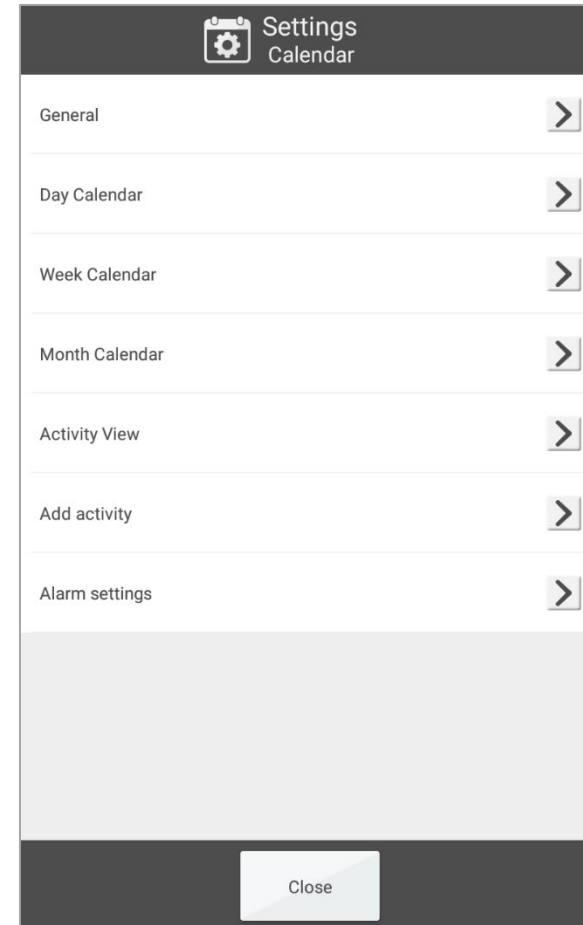 Settings
Calendar
General
Day Calendar
Week Calendar
Month Calendar
Activity View
Add activity
Alarm settings
Close